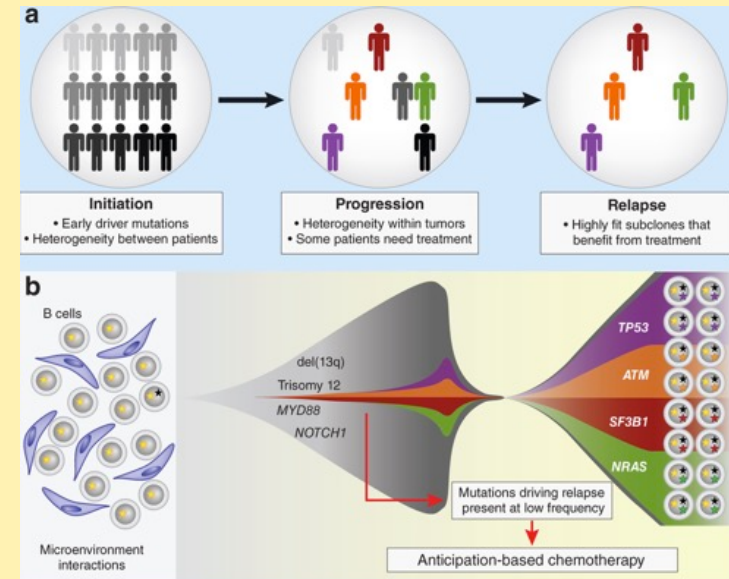 a
Initiation
• Early driver mutations
• Heterogeneity between patients
Progression
• Heterogeneity within tumors
• Some patients need treatment
Relapse
• Highly fit subclones that
benefit from treatment
b
B cells
Microenvironment
interactions
del(13q)
Trisomy 12
MYD88
NOTCH1
TP53
ATM
SF3B1
NRAS
Mutations driving relapse
present at low frequency
Anticipation-based chemotherapy